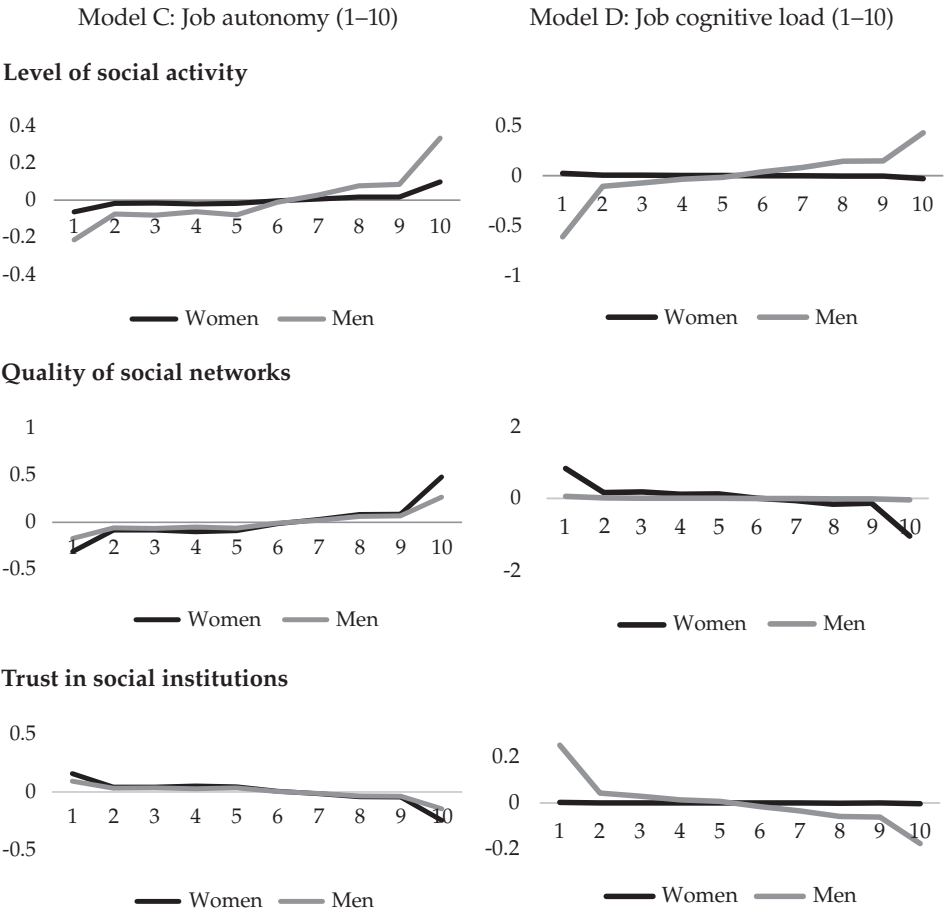 Model C: Job autonomy (1–10) Model D: Job cognitive load (1–10)
Level of social activity
0.4
0.2
0
-0.2
-0.4
1 2 3 4 5 6 7 8 9 10
Women Men
0.5
0
-0.5
-1
1 2 3 4 5 6 7 8 9 10
Women Men
Quality of social networks
1
0.5
0
-0.5
1 2 3 4 5 6 7 8 9 10
Women Men
2
0
-2
1 2 3 4 5 6 7 8 9 10
Women Men
Trust in social institutions
0.5
0
-0.5
1 2 3 4 5 6 7 8 9 10
Women Men
0.2
0
-0.2
1 2 3 4 5 6 7 8 9 10
Women Men